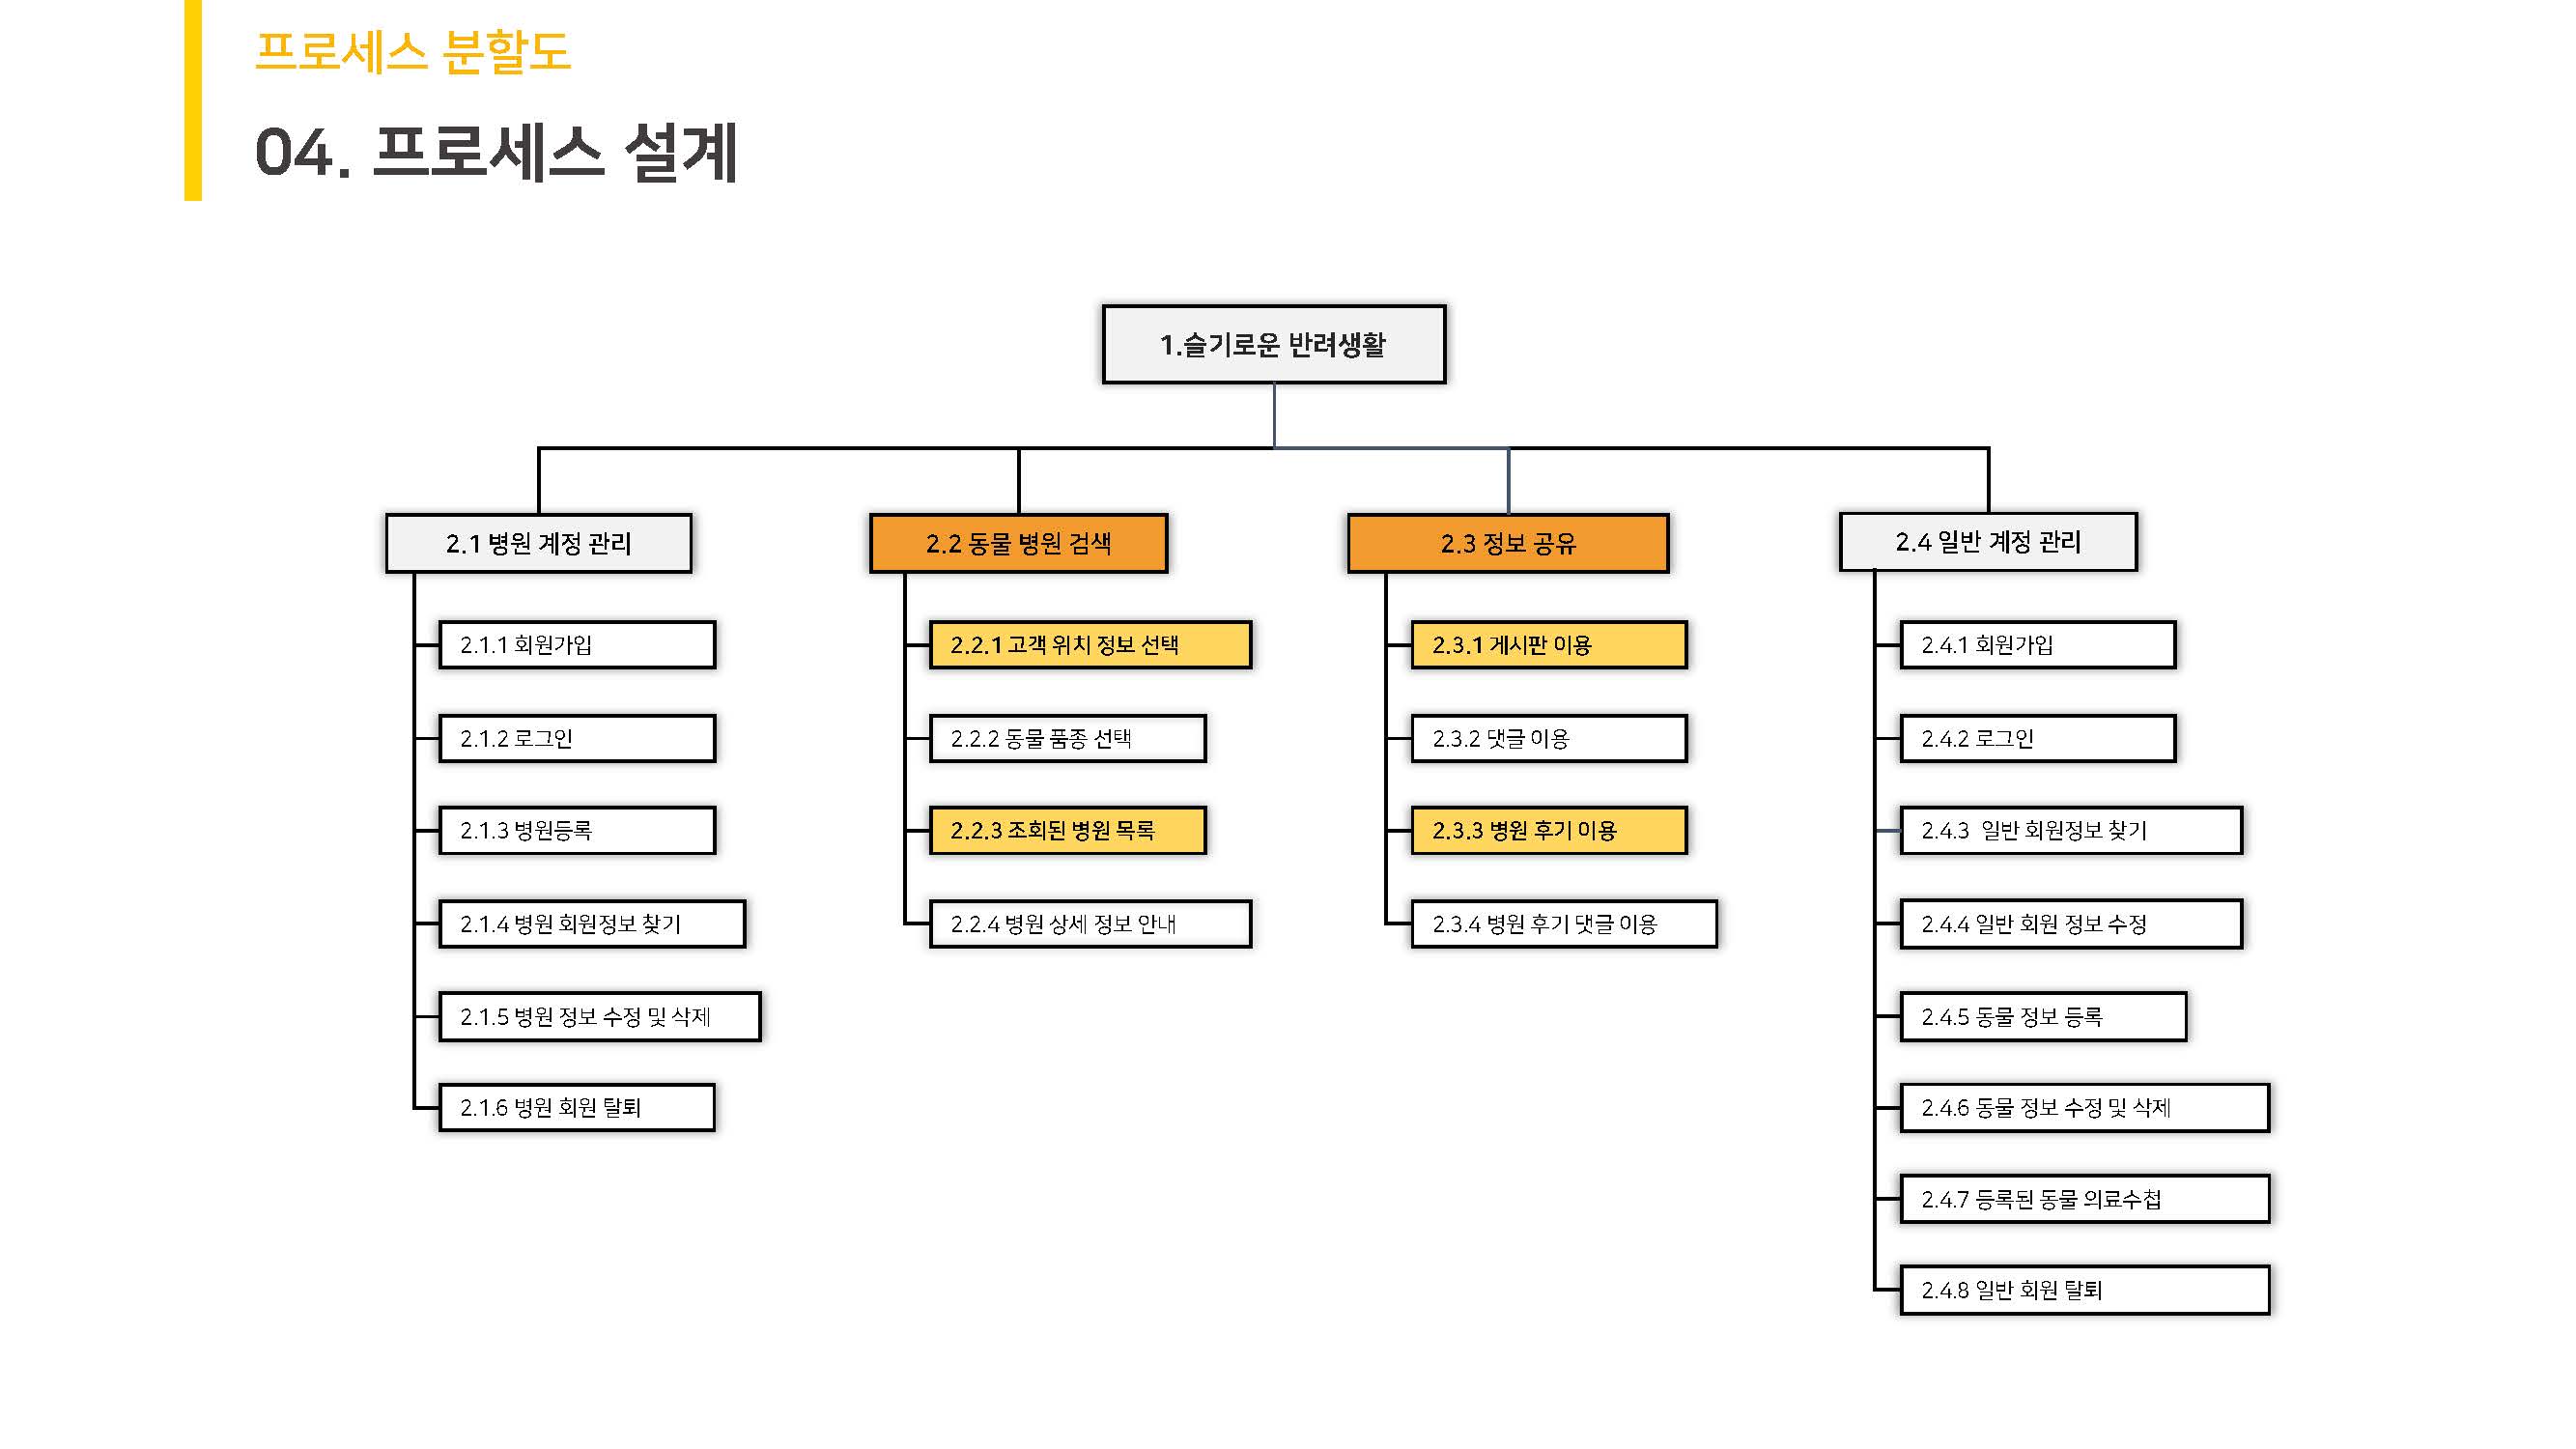 프로세스 분할도
04. 프로세스 설계
1.슬기로운 반려생활
2.1 병원 계정 관리
2.1.1 회원가입
2.1.2 로그인
2.1.3 병원등록
2.1.4 병원 회원정보 찾기
2.1.5 병원 정보 수정 및 삭제
2.1.6 병원 회원 탈퇴
2.2 동물 병원 검색
2.2.1 고객 위치 정보 선택
2.2.2 동물 품종 선택
2.2.3 조회된 병원 목록
2.2.4 병원 상세 정보 안내
2.3 정보 공유
2.3.1 게시판 이용
2.3.2 댓글 이용
2.3.3 병원 후기 이용
2.3.4 병원 후기 댓글 이용
2.4 일반 계정 관리
2.4.1 회원가입
2.4.2 로그인
2.4.3 일반 회원정보 찾기
2.4.4 일반 회원 정보 수정
2.4.5 동물 정보 등록
2.4.6 동물 정보 수정 및 삭제
2.4.7 등록된 동물 의료수첩
2.4.8 일반 회원 탈퇴